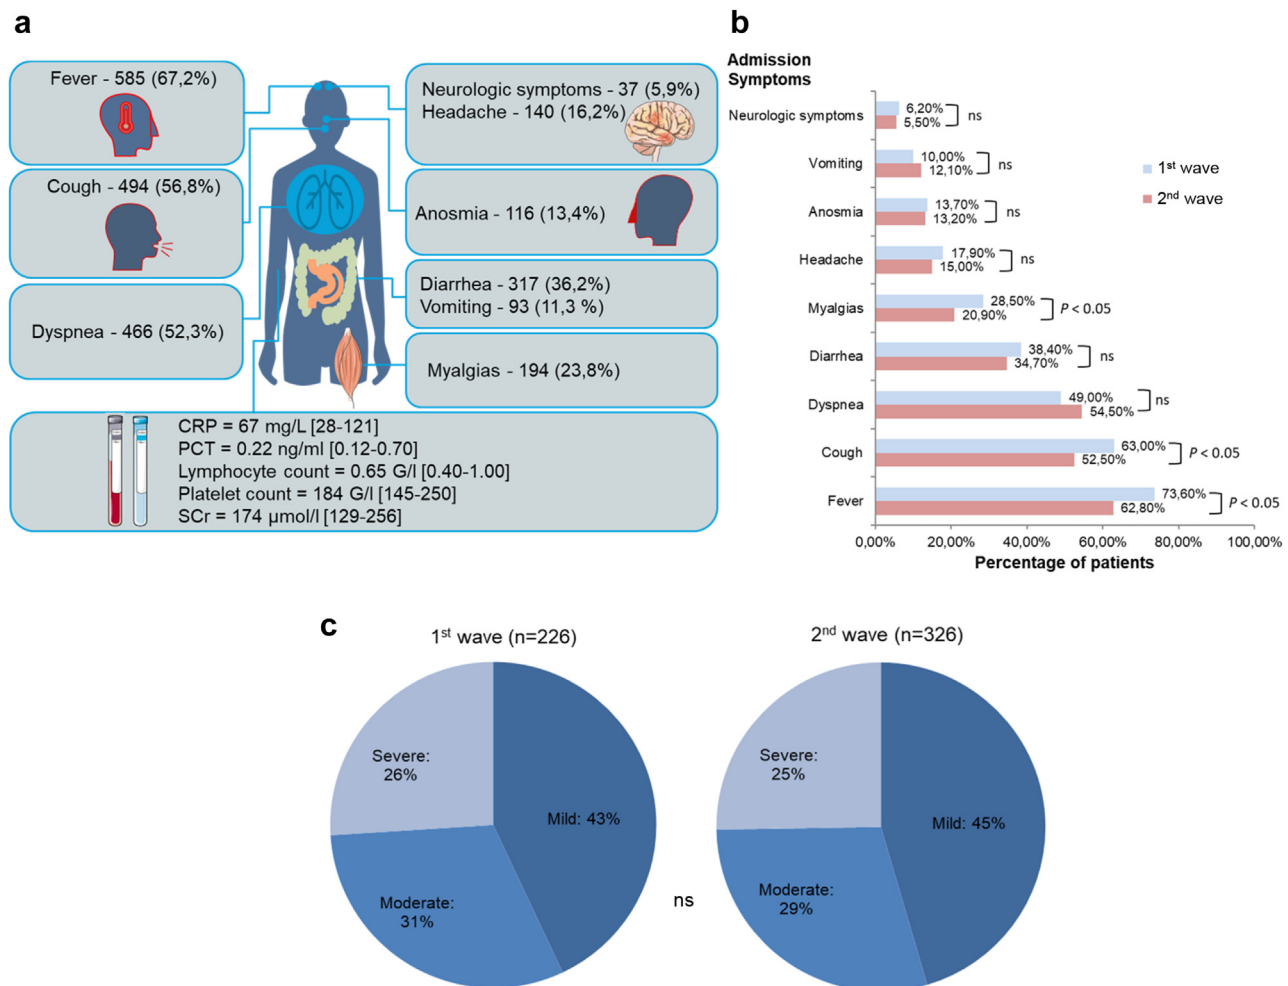 a
Fever - 585 (67,2%)
Cough - 494 (56,8%)
Dyspnea - 466 (52,3%)
Neurologic symptoms - 37 (5,9%)
Headache - 140 (16,2%)
Anosmia - 116 (13,4%)
Diarrhea - 317 (36,2%)
Vomiting - 93 (11,3 %)
Myalgias - 194 (23,8%)
CRP = 67 mg/L [28-121]
PCT = 0.22 ng/ml [0.12-0.70]
Lymphocyte count = 0.65 G/l [0.40-1.00]
Platelet count = 184 G/l [145-250]
SCr = 174 µmol/l [129-256]
b
Admission
Symptoms
Neurologic symptoms
6,20%
5,50%
ns
Vomiting
10,00%
12,10%
ns
Anosmia
13,70%
13,20%
ns
Headache
17,90%
15,00%
ns
Myalgias
28,50%
20,90%
P < 0.05
Diarrhea
38,40%
34,70%
ns
Dyspnea
49,00%
54,50%
ns
Cough
63,00%
52,50%
P < 0.05
Fever
73,60%
62,80%
P < 0.05
0,00% 20,00% 40,00% 60,00% 80,00% 100,00%
Percentage of patients
1st wave
2nd wave
c
1st wave (n=226)
Severe:
26%
Mild: 43%
Moderate:
31%
ns
2nd wave (n=326)
Severe:
25%
Mild: 45%
Moderate:
29%